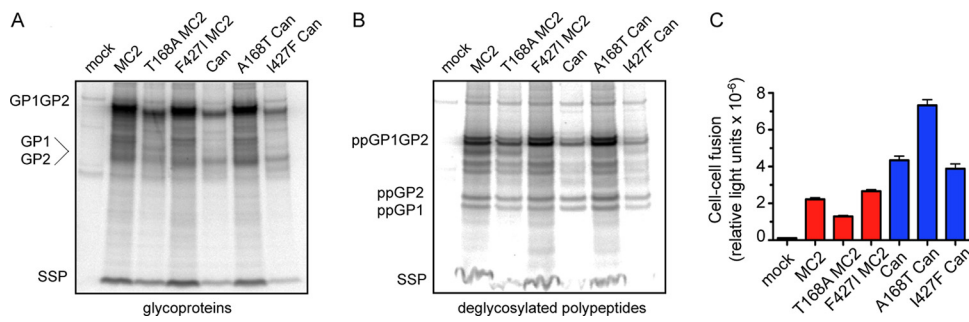 A
mock
MC2
T168A MC2
F427I MC2
Can
A168T Can
I427F Can
GP1GP2
GP1
GP2
SSP
glycoproteins
B
mock
MC2
T168A MC2
F427I MC2
Can
A168T Can
I427F Can
ppGP1GP2
ppGP2
ppGP1
SSP
deglycosylated polypeptides
C
Cell-cell fusion
(relative light units x 10-6)
8
6
4
2
0
mock
MC2
T168A MC2
F427I MC2
Can
A168T Can
I427F Can